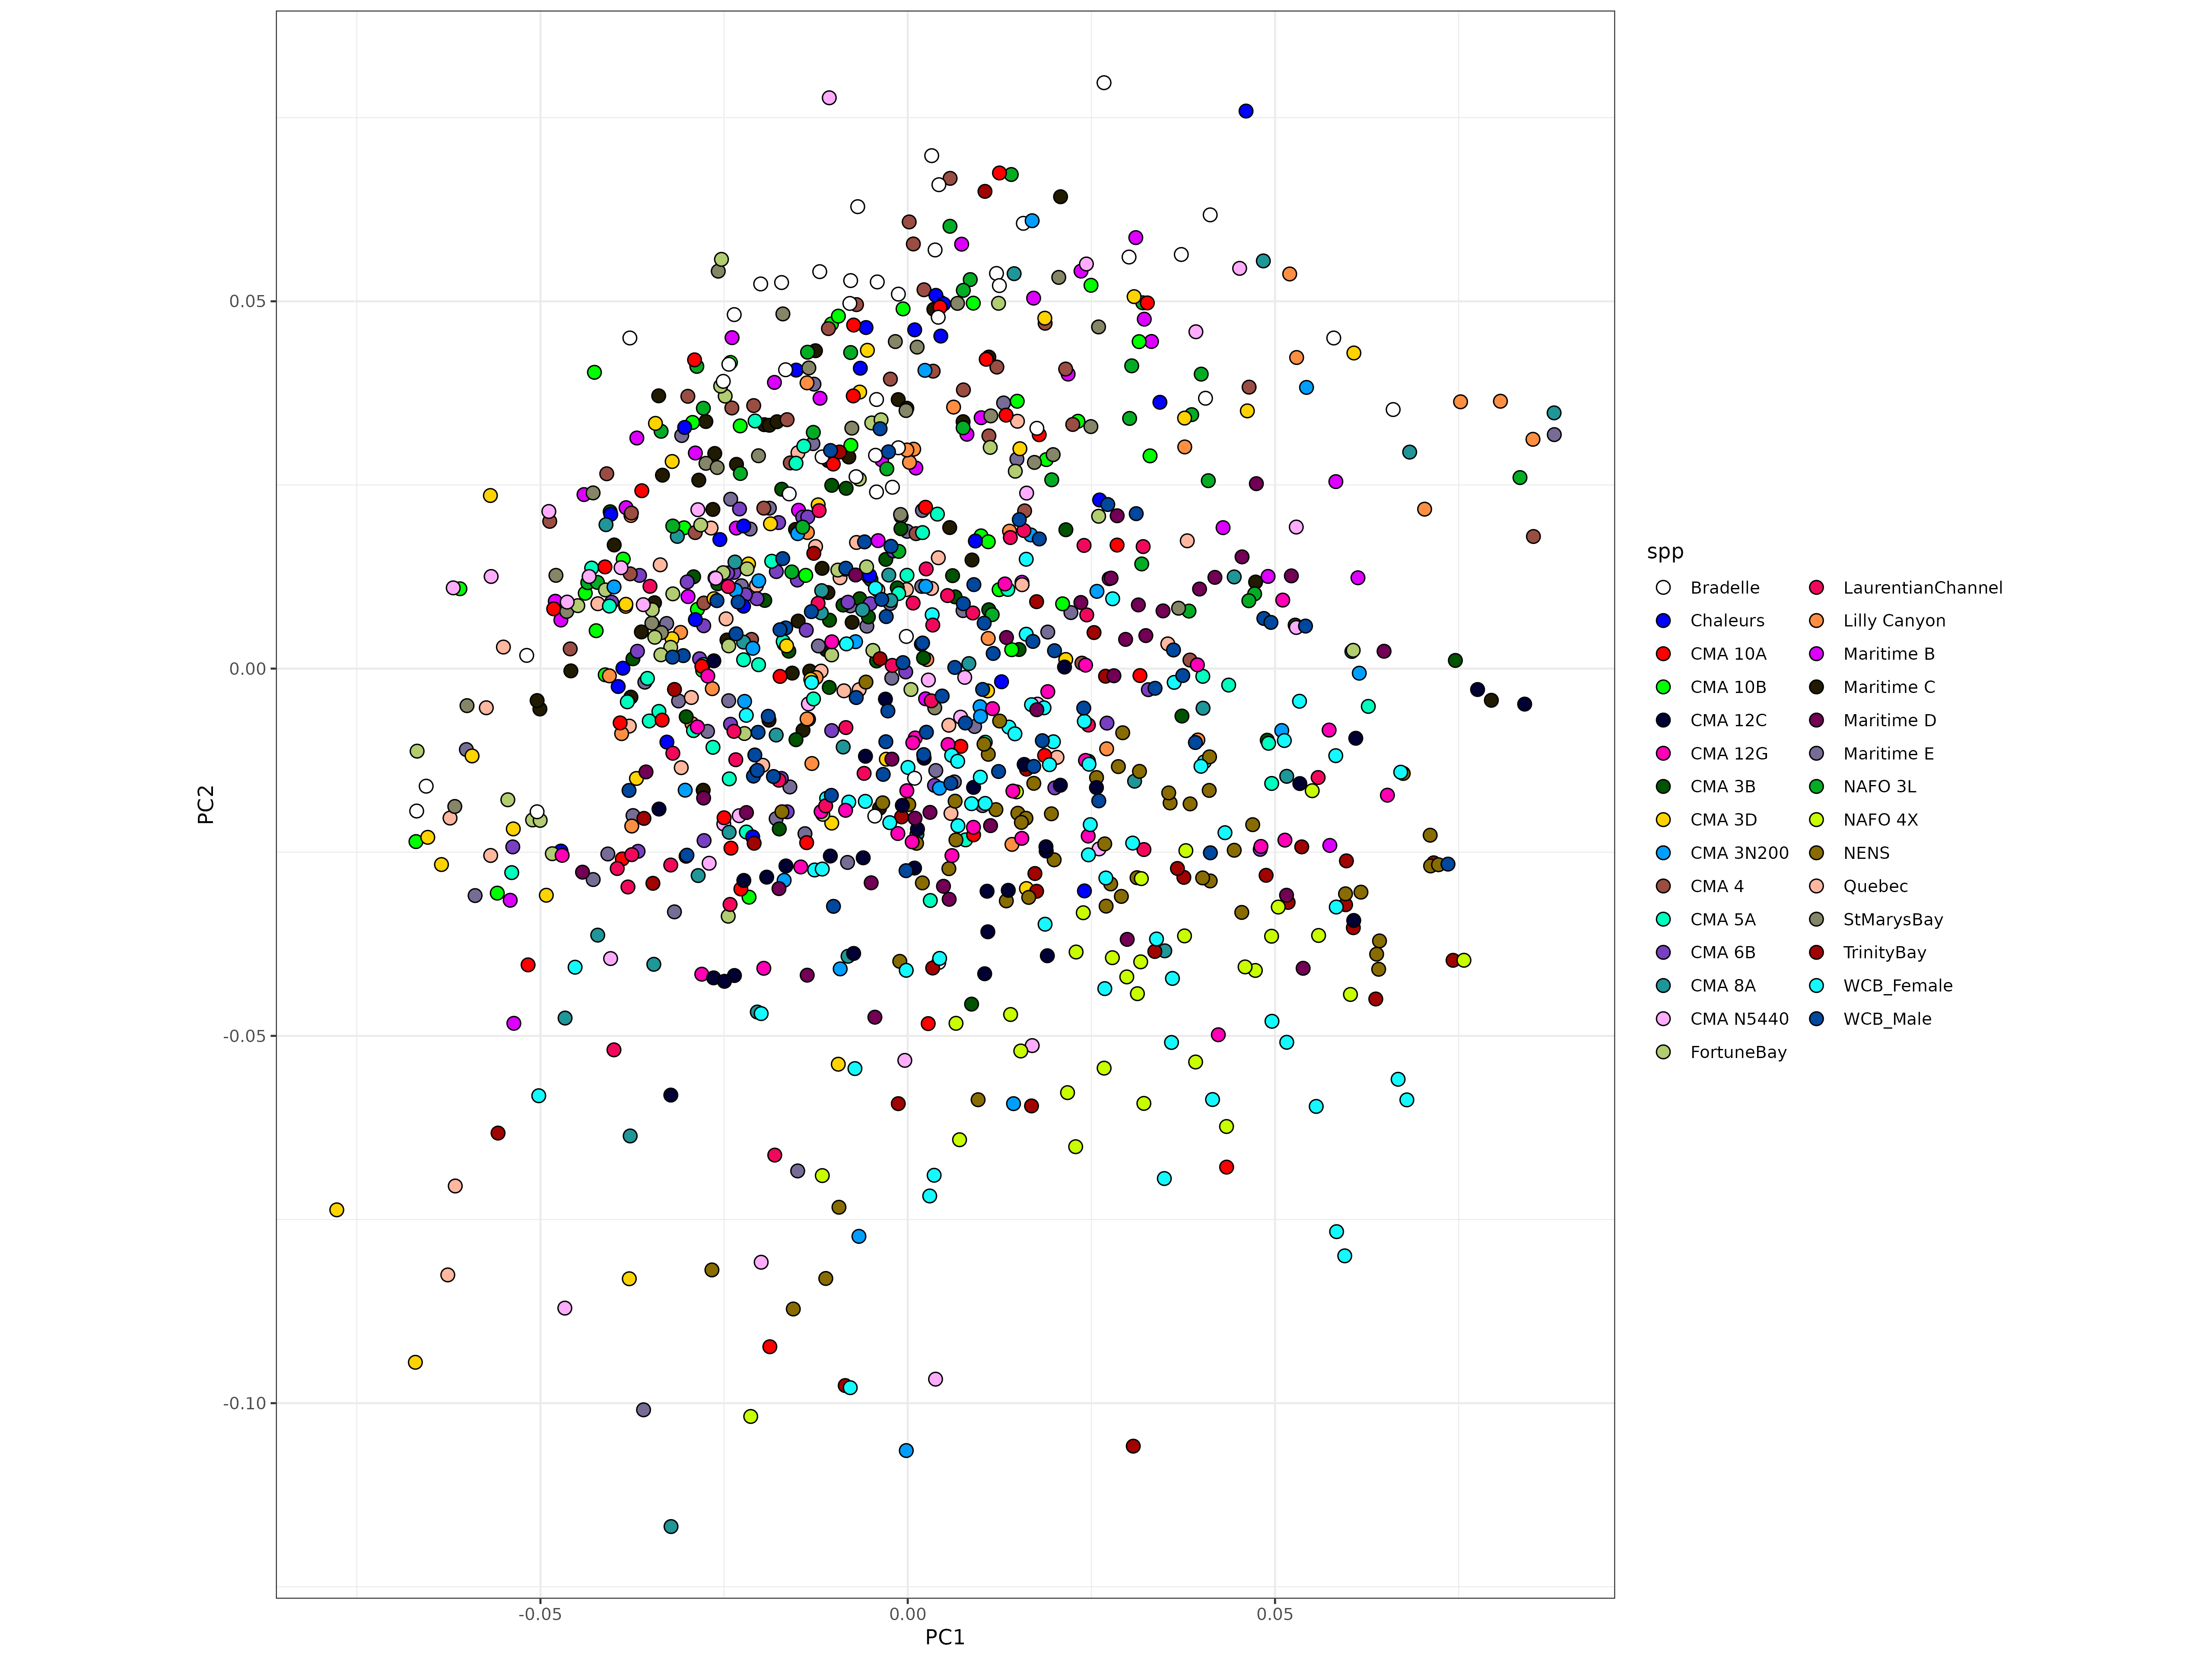 0.05
0.00
-0.05
-0.10
PC2
-0.05
0.00
0.05
PC1
spp
Bradelle
Chaleurs
CMA 10A
CMA 10B
CMA 12C
CMA 12G
CMA 3B
CMA 3D
CMA 3N200
CMA 4
CMA 5A
CMA 6B
CMA 8A
CMA N5440
FortuneBay
LaurentianChannel
Lilly Canyon
Maritime B
Maritime C
Maritime D
Maritime E
NAFO 3L
NAFO 4X
NENS
Quebec
StMarysBay
TrinityBay
WCB_Female
WCB_Male